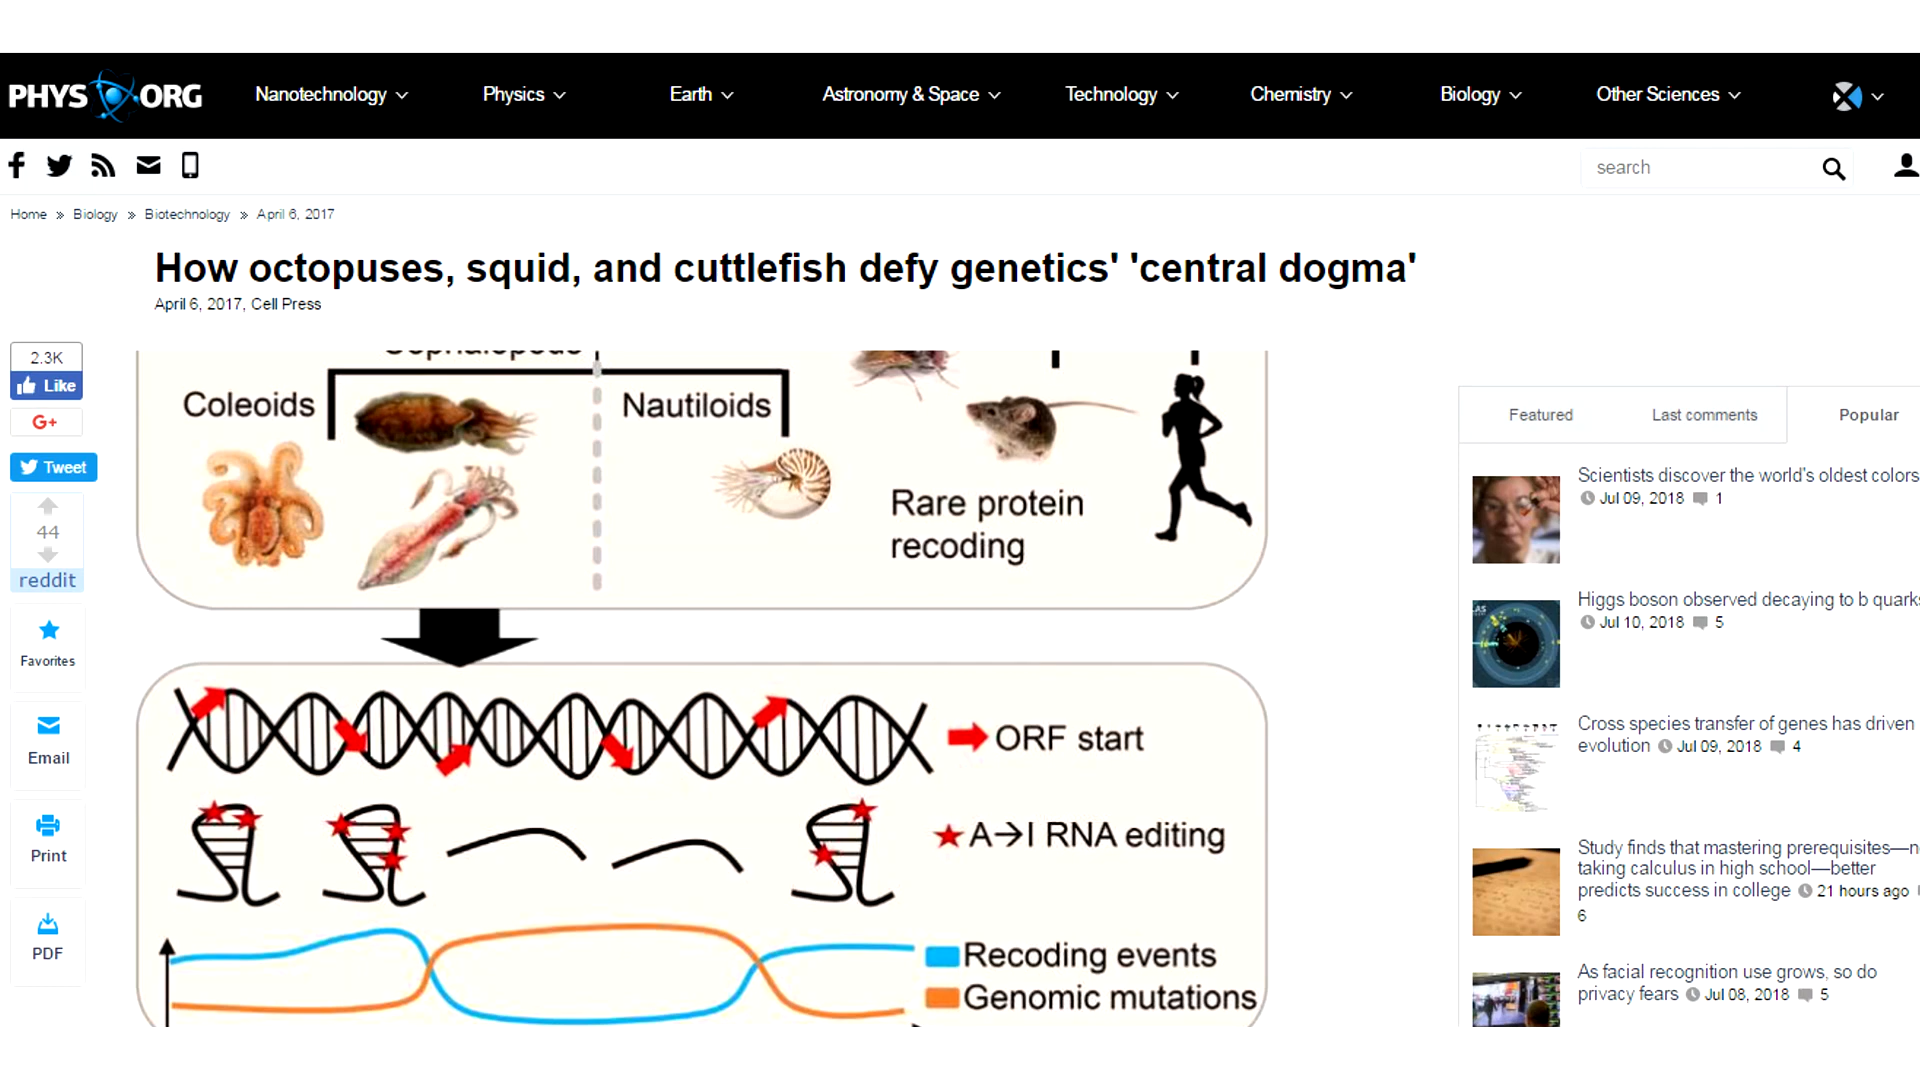 PHYS ORG
Nanotechnology
Physics
Earth
Astronomy & Space
Technology
Chemistry
Biology
Other Sciences
search
Home » Biology » Biotechnology » April 6, 2017
How octopuses, squid, and cuttlefish defy genetics' 'central dogma'
April 6, 2017, Cell Press
2.3K
Like
G+
Tweet
44
reddit
Favorites
Email
Print
PDF
Coleoids
Nautiloids
Rare protein
recoding
ORF start
A→I RNA editing
Recoding events
Genomic mutations
Featured
Last comments
Popular
Scientists discover the world's oldest colors
Jul 09, 2018 1
Higgs boson observed decaying to b quarks
Jul 10, 2018 5
Cross species transfer of genes has driven
evolution Jul 09, 2018 4
Study finds that mastering prerequisites—n
taking calculus in high school—better
predicts success in college 21 hours ago
6
As facial recognition use grows, so do
privacy fears Jul 08, 2018 5